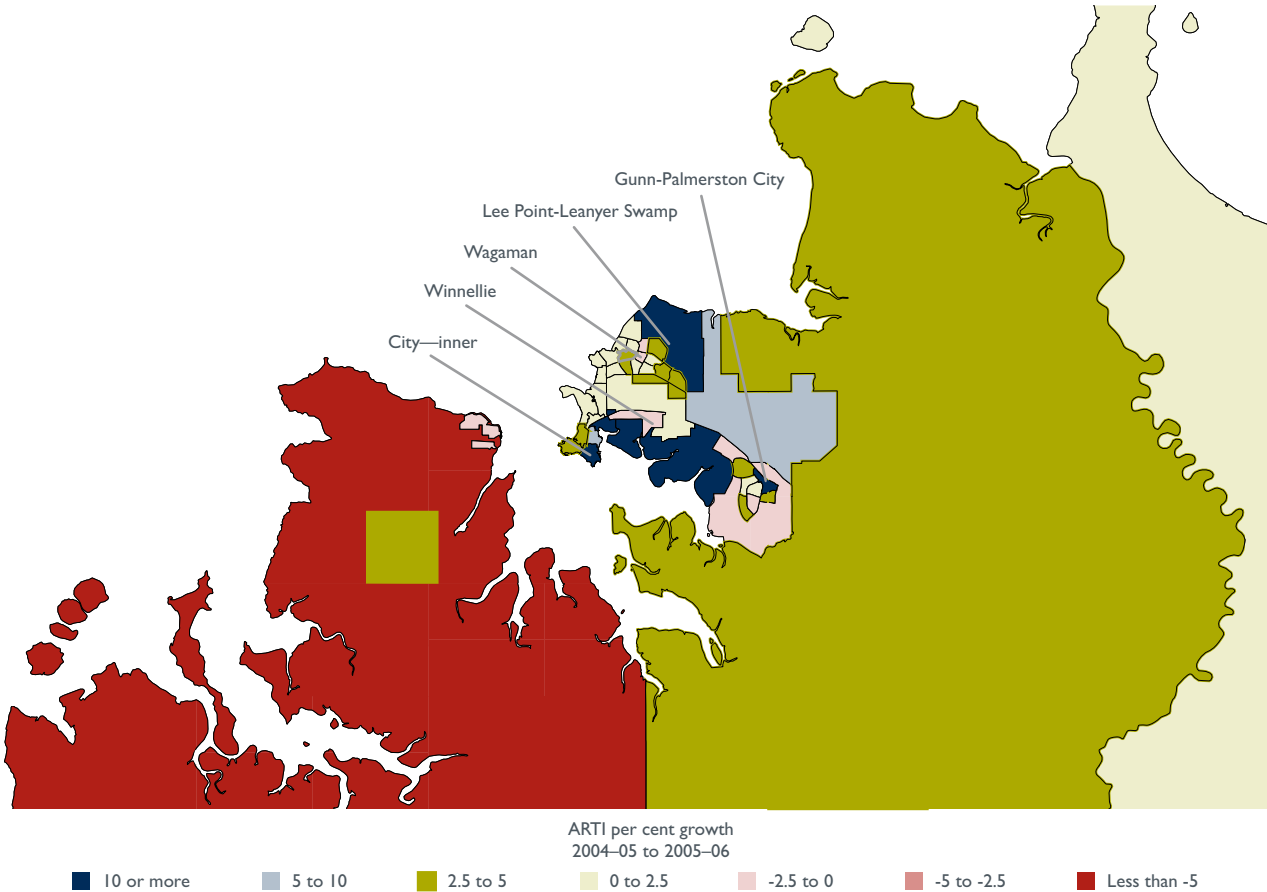 Gunn-Palmerston City
Lee Point-Leanyer Swamp
Wagaman
Winnellie
City—inner
ARTI per cent growth
2004–05 to 2005–06
10 or more 5 to 10 2.5 to 5 0 to 2.5 -2.5 to 0 -5 to -2.5 Less than -5